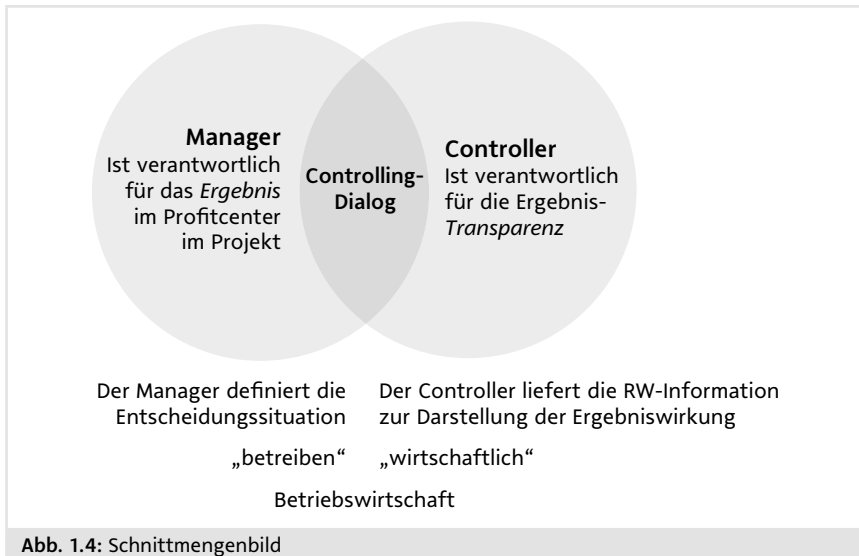 Manager
Ist verantwortlich
für das Ergebnis
im Profitcenter
im Projekt
Controlling-
Dialog
Controller
Ist verantwortlich
für die Ergebnis-
Transparenz
Der Manager definiert die
Entscheidungssituation
„betreiben“
Der Controller liefert die RW-Information
zur Darstellung der Ergebniswirkung
„wirtschaftlich“
Betriebswirtschaft
Abb. 1.4: Schnittmengenbild